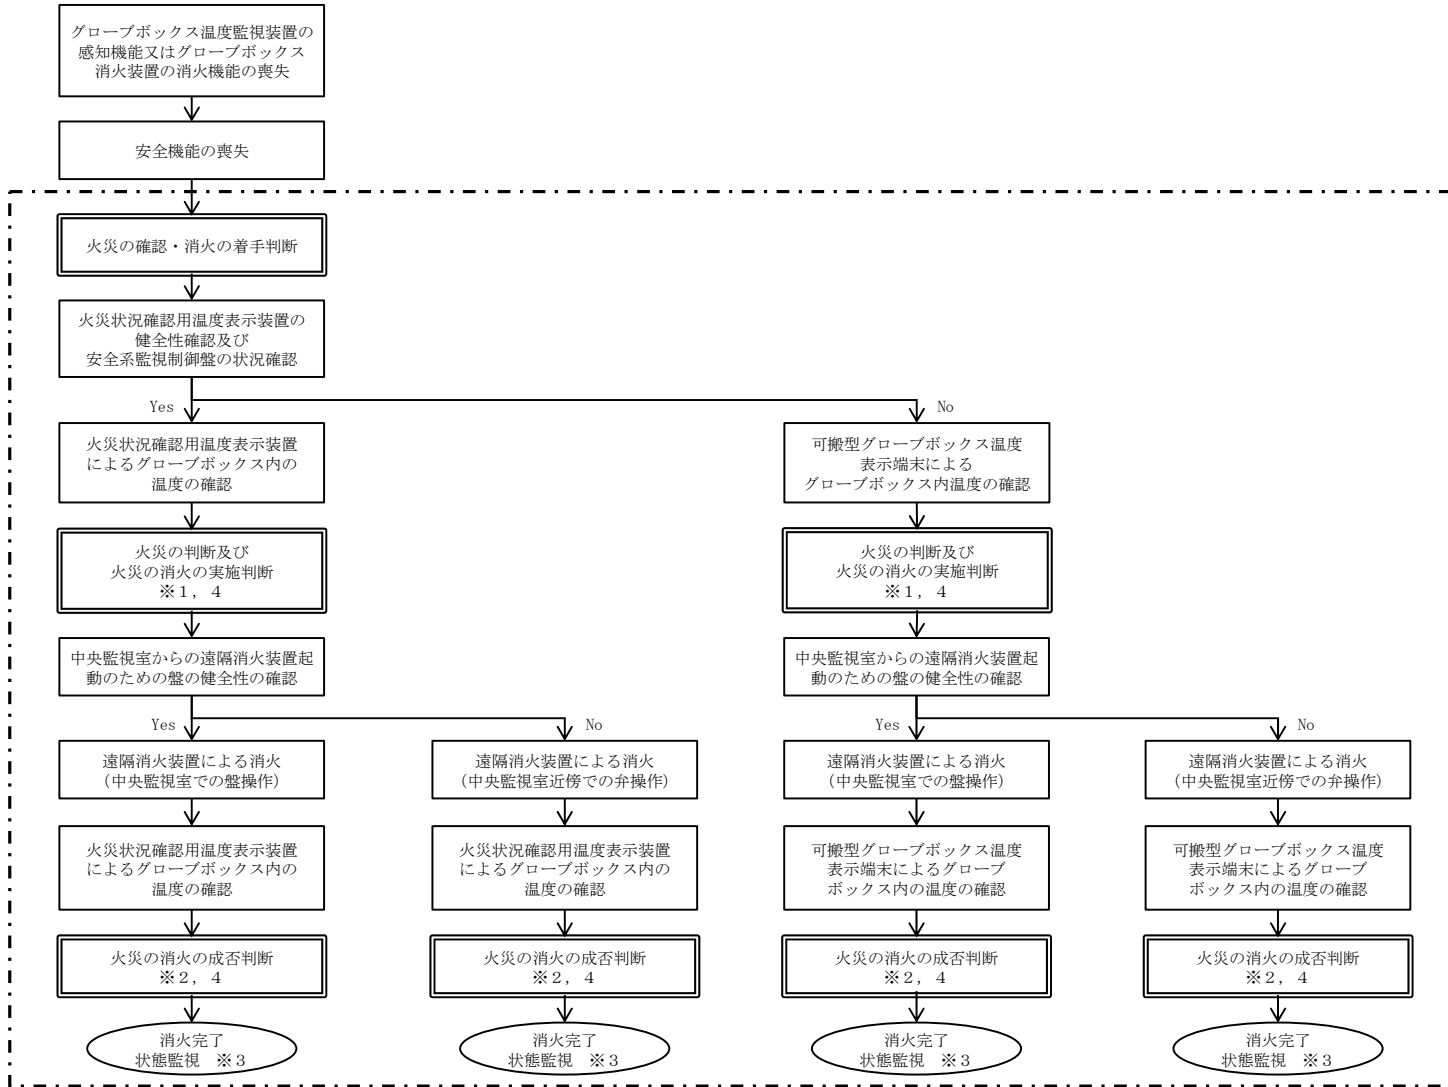 グローブボックス温度監視装置の
感知機能又はグローブボックス
消火装置の消火機能の喪失
安全機能の喪失
火災の確認・消火の着手判断
火災状況確認用温度表示装置の
健全性確認及び
安全系監視制御盤の状況確認
Yes
No
火災状況確認用温度表示装置
によるグローブボックス内の
温度の確認
可搬型グローブボックス温度
表示端末による
グローブボックス内温度の確認
火災の判断及び
火災の消火の実施判断
※１，４
火災の判断及び
火災の消火の実施判断
※１，４
中央監視室からの遠隔消火装置起
動のための盤の健全性の確認
中央監視室からの遠隔消火装置起
動のための盤の健全性の確認
Yes
No
Yes
No
遠隔消火装置による消火
（中央監視室での盤操作）
遠隔消火装置による消火
（中央監視室近傍での弁操作）
遠隔消火装置による消火
（中央監視室での盤操作）
遠隔消火装置による消火
（中央監視室近傍での弁操作）
火災状況確認用温度表示装置
によるグローブボックス内の
温度の確認
火災状況確認用温度表示装置
によるグローブボックス内の
温度の確認
可搬型グローブボックス温度
表示端末によるグローブ
ボックス内の温度の確認
可搬型グローブボックス温度
表示端末によるグローブ
ボックス内の温度の確認
火災の消火の成否判断
※２，４
火災の消火の成否判断
※２，４
火災の消火の成否判断
※２，４
火災の消火の成否判断
※２，４
消火完了
状態監視　※３
消火完了
状態監視　※３
消火完了
状態監視　※３
消火完了
状態監視　※３